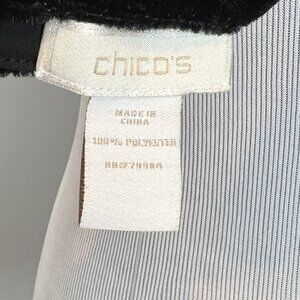 chico's
MADE IN
CHINA
100% POLYESTER